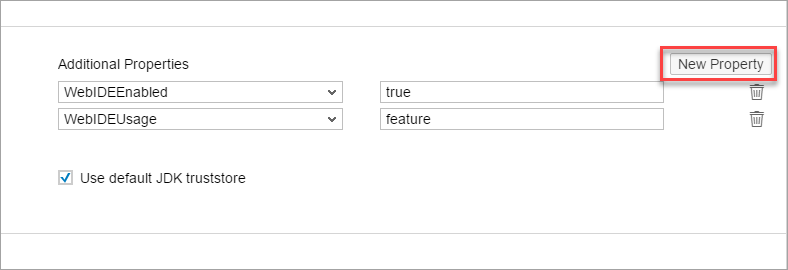 Additional Properties New Property
WebIDEEnabled true
WebIDEUsage feature
Use default JDK truststore